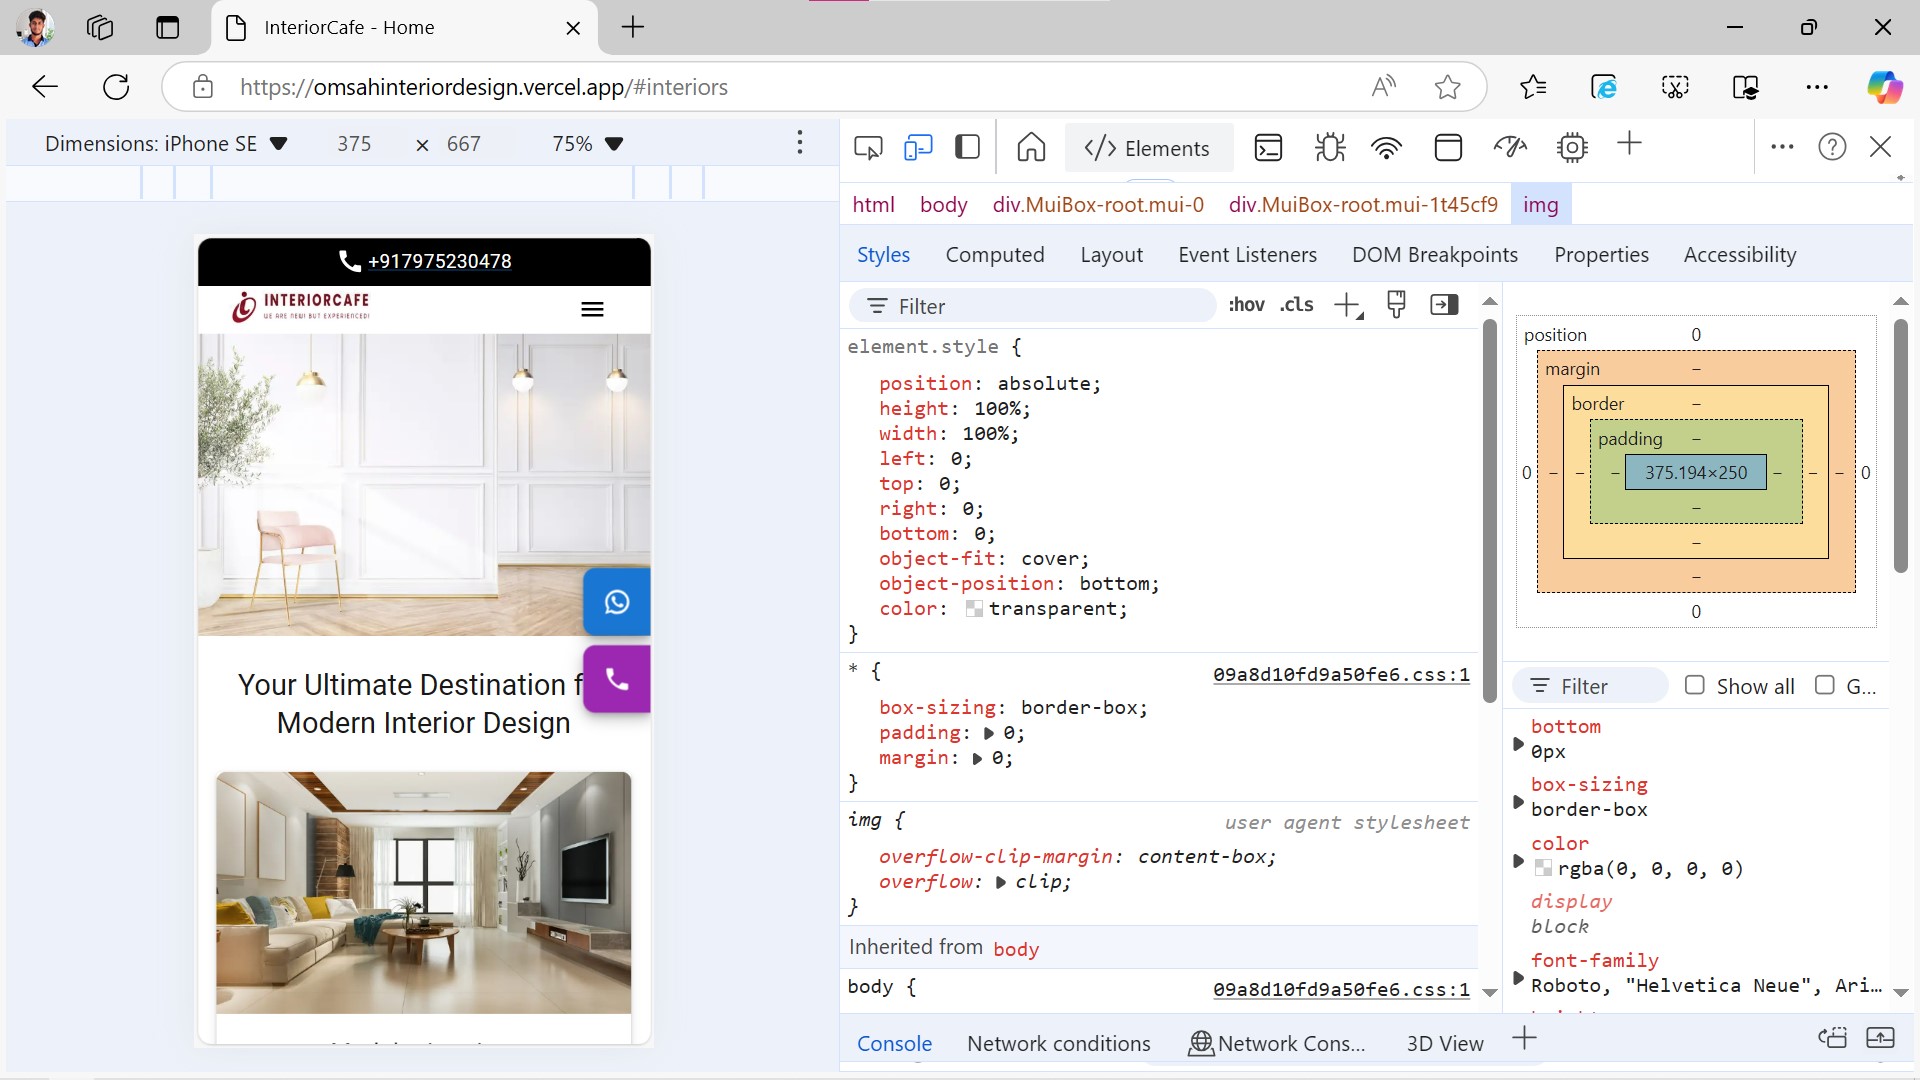 InteriorCafe - Home
https://omsahinteriordesign.vercel.app/#interiors
Dimensions: iPhone SE 375 × 667 75%
Elements
html body div.MuiBox-root.mui-0 div.MuiBox-root.mui-1t45cf9 img
Styles Computed Layout Event Listeners DOM Breakpoints Properties Accessibility
+917975230478
INTERIORCAFE
WE ARE NEW! BUT EXPERIENCED!
Your Ultimate Destination f
Modern Interior Design
Filter :hov .cls
element.style {
position: absolute;
height: 100%;
width: 100%;
left: 0;
top: 0;
right: 0;
bottom: 0;
object-fit: cover;
object-position: bottom;
color: transparent;
}
* { 09a8d10fd9a50fe6.css:1
box-sizing: border-box;
padding: 0;
margin: 0;
}
img { user agent stylesheet
overflow-clip-margin: content-box;
overflow: clip;
}
Inherited from body
body { 09a8d10fd9a50fe6.css:1
position 0
margin –
border –
padding –
0 – – – 375.194×250 – – – 0
–
–
–
0
Filter Show all G...
bottom
0px
box-sizing
border-box
color
rgba(0, 0, 0, 0)
display
block
font-family
Roboto, "Helvetica Neue", Ari…
Console Network conditions Network Cons... 3D View